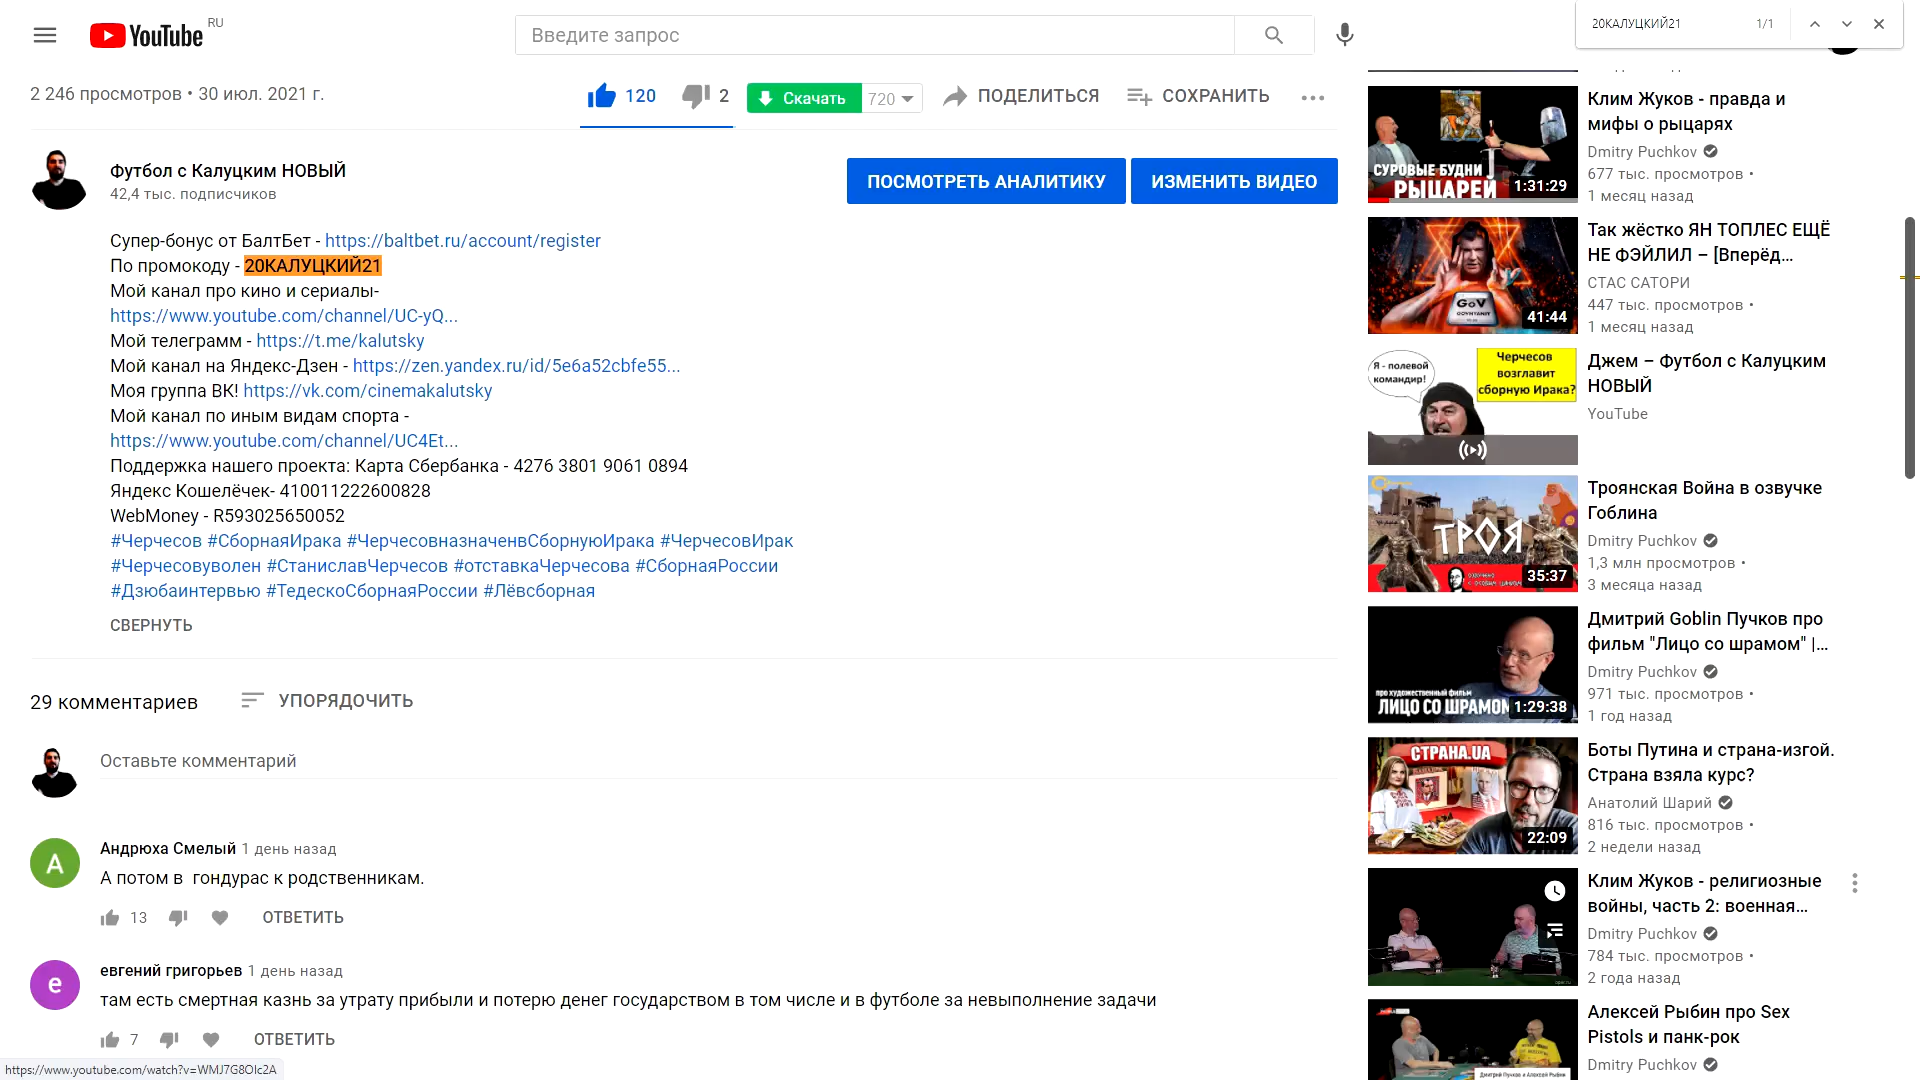 YouTube RU
Введите запрос
20КАЛУЦКИЙ21 1/1
2 246 просмотров • 30 июл. 2021 г.
120 2 Скачать 720 ПОДЕЛИТЬСЯ СОХРАНИТЬ
Футбол с Калуцким НОВЫЙ
42,4 тыс. подписчиков
ПОСМОТРЕТЬ АНАЛИТИКУ ИЗМЕНИТЬ ВИДЕО
Супер-бонус от БалтБет - https://baltbet.ru/account/register
По промокоду - 20КАЛУЦКИЙ21
Мой канал про кино и сериалы-
https://www.youtube.com/channel/UC-yQ...
Мой телеграмм - https://t.me/kalutsky
Мой канал на Яндекс-Дзен - https://zen.yandex.ru/id/5e6a52cbfe55...
Моя группа ВК! https://vk.com/cinemakalutsky
Мой канал по иным видам спорта -
https://www.youtube.com/channel/UC4Et...
Поддержка нашего проекта: Карта Сбербанка - 4276 3801 9061 0894
Яндекс Кошелёчек- 410011222600828
WebMoney - R593025650052
#Черчесов #СборнаяИрака #ЧерчесовназначенвСборнуюИрака #ЧерчесовИрак
#Черчесовуволен #СтаниславЧерчесов #отставкаЧерчесова #СборнаяРоссии
#Дзюбаинтервью #ТедескоСборнаяРоссии #Лёвсборная
СВЕРНУТЬ
29 комментариев УПОРЯДОЧИТЬ
Оставьте комментарий
А
Андрюха Смелый 1 день назад
А потом в гондурас к родственникам.
13 ОТВЕТИТЬ
е
евгений григорьев 1 день назад
там есть смертная казнь за утрату прибыли и потерю денег государством в том числе и в футболе за невыполнение задачи
7 ОТВЕТИТЬ
https://www.youtube.com/watch?v=WMJ7G8OIc2A
СУРОВЫЕ БУДНИ
РЫЦАРЕЙ
1:31:29
Клим Жуков - правда и
мифы о рыцарях
Dmitry Puchkov
677 тыс. просмотров •
1 месяц назад
GoV
41:44
Так жёстко ЯН ТОПЛЕС ЕЩЁ
НЕ ФЭЙЛИЛ – [Вперёд...
СТАС САТОРИ
447 тыс. просмотров •
1 месяц назад
Я - полевой
командир!
Черчесов
возглавит
сборную Ирака?
Джем – Футбол с Калуцким
НОВЫЙ
YouTube
ТРОЯ
35:37
Троянская Война в озвучке
Гоблина
Dmitry Puchkov
1,3 млн просмотров •
3 месяца назад
про художественный фильм
ЛИЦО СО ШРАМОМ
1:29:38
Дмитрий Goblin Пучков про
фильм "Лицо со шрамом" |...
Dmitry Puchkov
971 тыс. просмотров •
1 год назад
СТРАНА.UA
22:09
Боты Путина и страна-изгой.
Страна взяла курс?
Анатолий Шарий
816 тыс. просмотров •
2 недели назад
Клим Жуков - религиозные
войны, часть 2: военная...
Dmitry Puchkov
784 тыс. просмотров •
2 года назад
Дмитрий Пучков и Алексей Рыбин
Алексей Рыбин про Sex
Pistols и панк-рок
Dmitry Puchkov